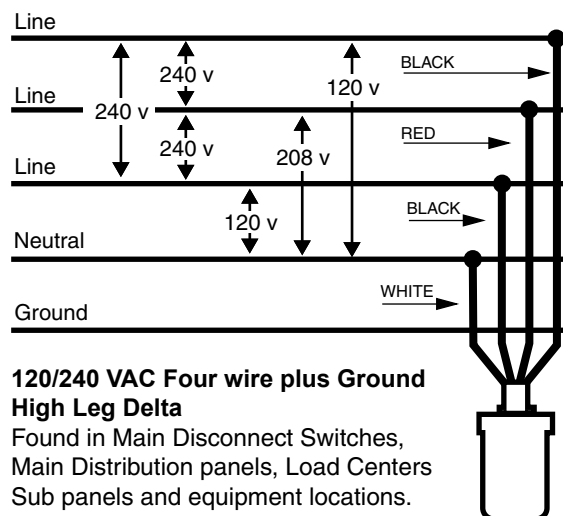 Line
240 v
BLACK
120 v
Line
240 v
240 v
RED
208 v
Line
120 v
BLACK
Neutral
WHITE
Ground
120/240 VAC Four wire plus Ground
High Leg Delta
Found in Main Disconnect Switches,
Main Distribution panels, Load Centers
Sub panels and equipment locations.